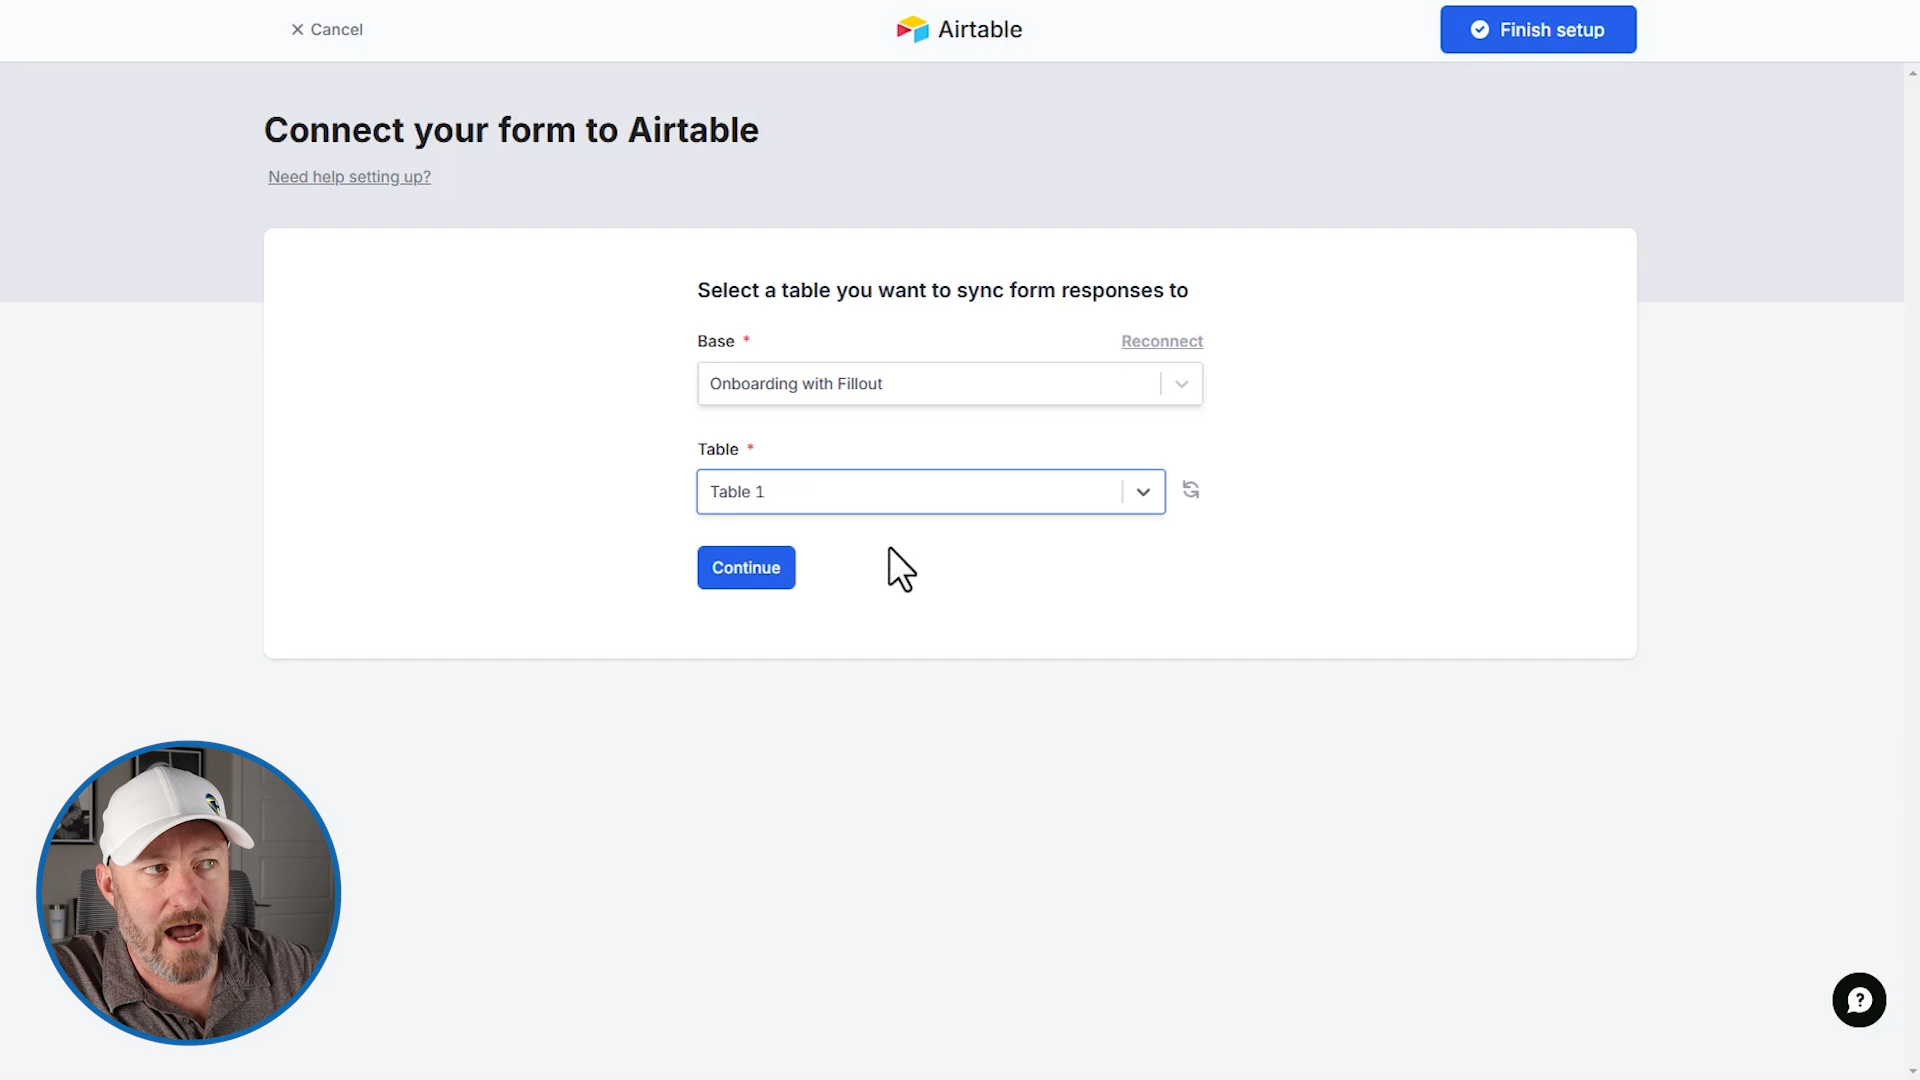 Cancel
Airtable
Finish setup
Connect your form to Airtable
Need help setting up?
Select a table you want to sync form responses to
Base *
Reconnect
Onboarding with Fillout
Table *
Table 1
Continue
?